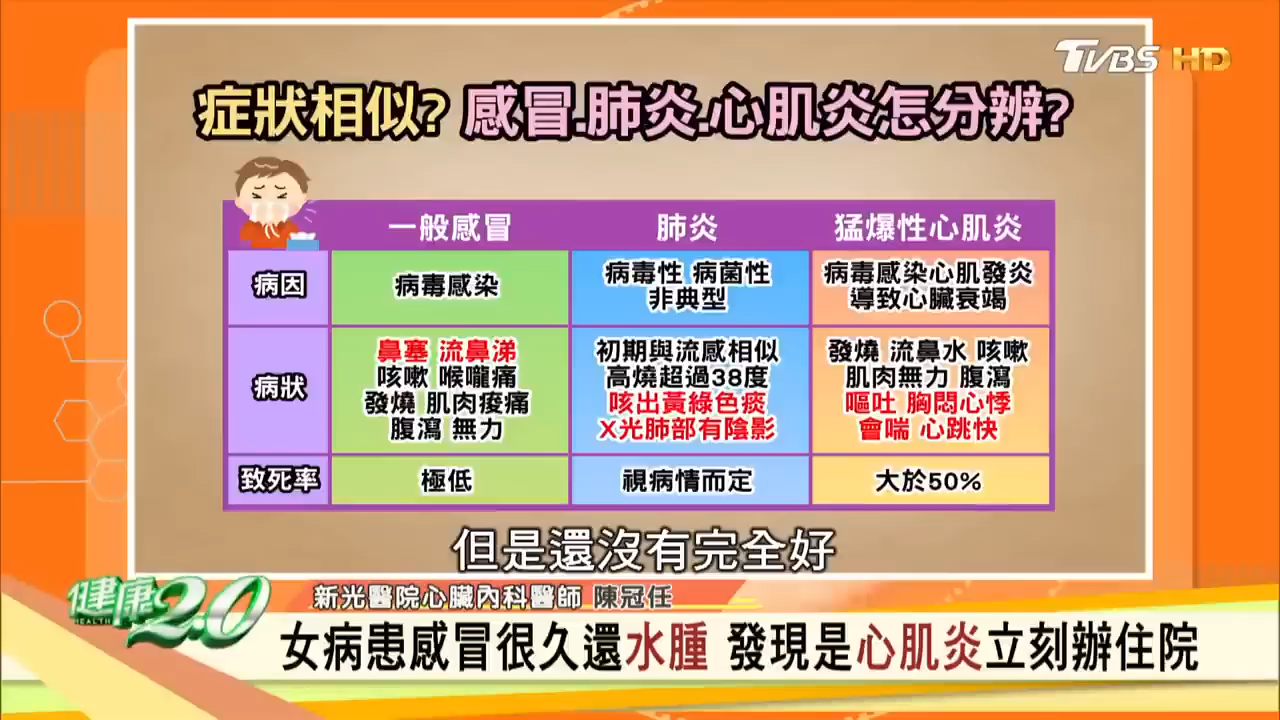 TVBS HD
症狀相似? 感冒.肺炎.心肌炎怎分辨?
一般感冒 肺炎 猛爆性心肌炎
病因
病毒感染
病毒性 病菌性
非典型
病毒感染心肌發炎
導致心臟衰竭
病狀
鼻塞 流鼻涕
咳嗽 喉嚨痛
發燒 肌肉痠痛
腹瀉 無力
初期與流感相似
高燒超過38度
咳出黃綠色痰
X光肺部有陰影
發燒 流鼻水 咳嗽
肌肉無力 腹瀉
嘔吐 胸悶心悸
會喘 心跳快
致死率 極低 視病情而定 大於50%
但是還沒有完全好
健康2.0
HEALTH
新光醫院心臟內科醫師 陳冠任
女病患感冒很久還水腫 發現是心肌炎立刻辦住院